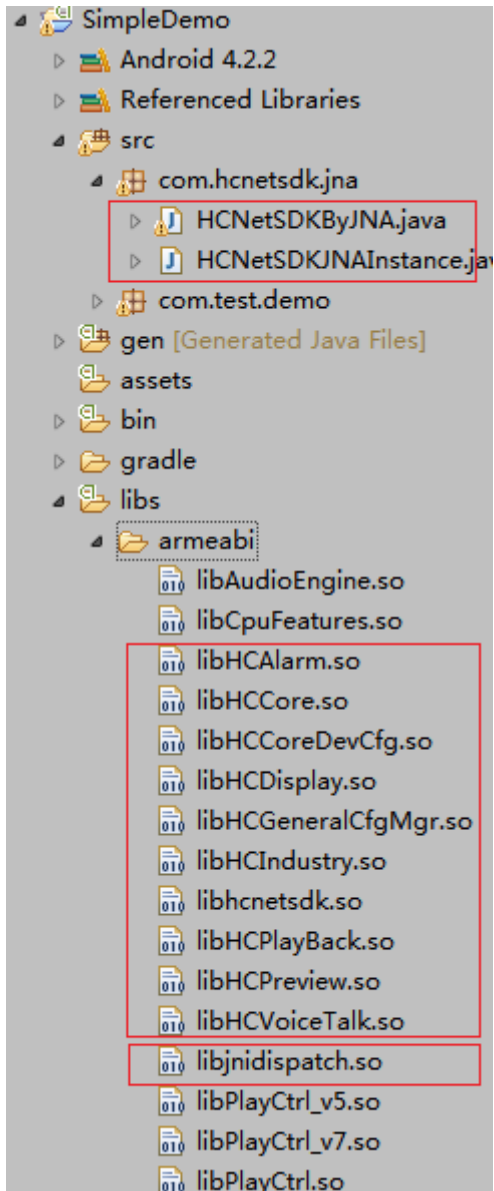 SimpleDemo
Android 4.2.2
Referenced Libraries
src
com.hcnetsdk.jna
HCNetSDKByJNA.java
HCNetSDKJNAInstance.jav
com.test.demo
gen [Generated Java Files]
assets
bin
gradle
libs
armeabi
libAudioEngine.so
libCpuFeatures.so
libHCAlarm.so
libHCCore.so
libHCCoreDevCfg.so
libHCDisplay.so
libHCGeneralCfgMgr.so
libHCIndustry.so
libhcnetsdk.so
libHCPlayBack.so
libHCPreview.so
libHCVoiceTalk.so
libjnidispatch.so
libPlayCtrl_v5.so
libPlayCtrl_v7.so
libPlayCtrl.so